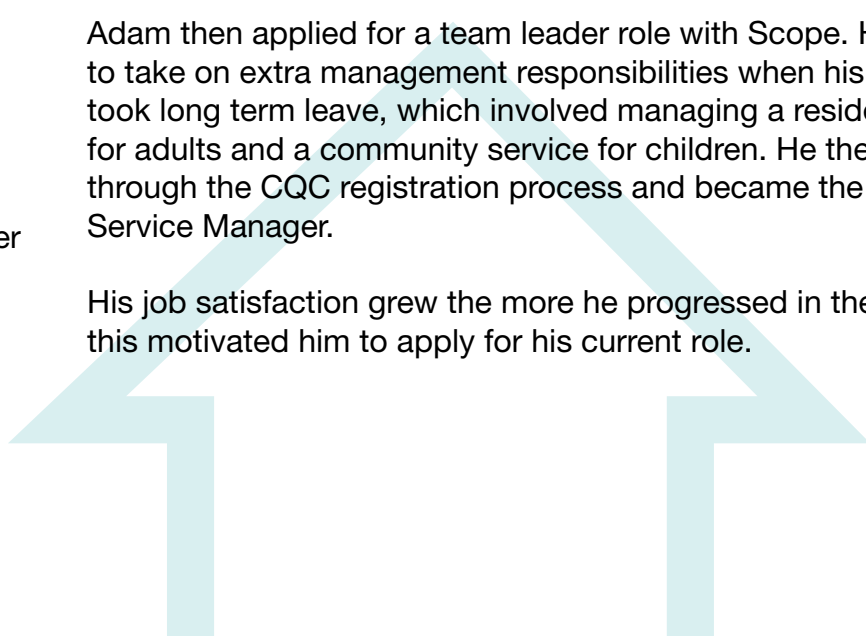 Adam then applied for a team leader role with Scope. H
to take on extra management responsibilities when his
took long term leave, which involved managing a reside
for adults and a community service for children. He the
through the CQC registration process and became the
Service Manager.
er
His job satisfaction grew the more he progressed in the
this motivated him to apply for his current role.